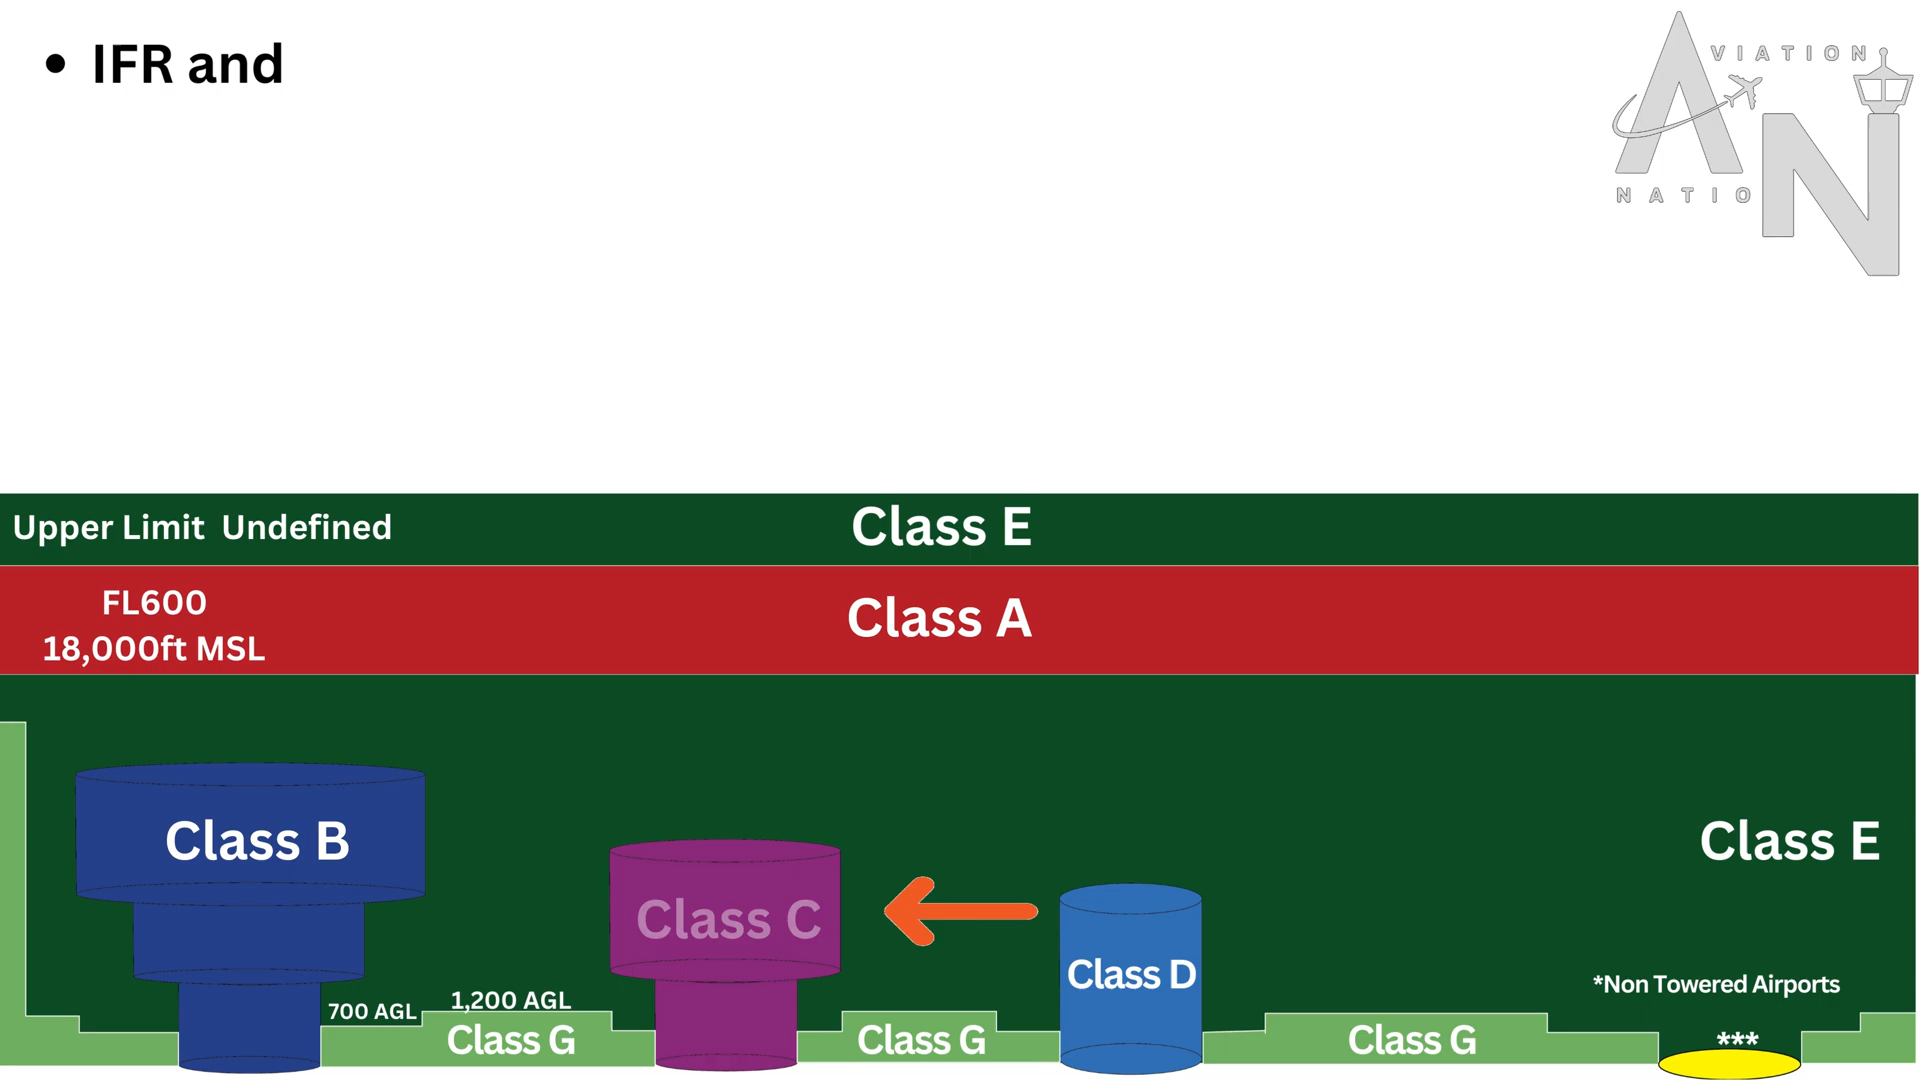 • IFR and
AVIATION
NATION
Upper Limit Undefined
Class E
FL600
18,000ft MSL
Class A
Class B
Class E
Class C
Class D
*Non Towered Airports
700 AGL
1,200 AGL
Class G
Class G
Class G
***